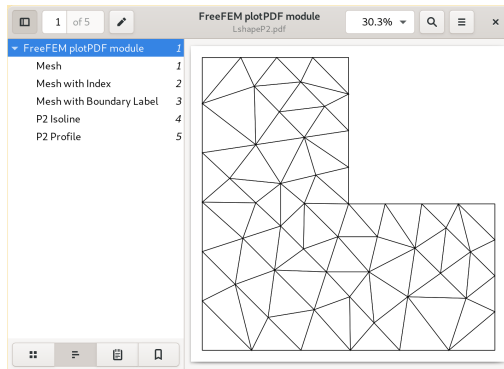 1 of 5
FreeFEM plotPDF module
LshapeP2.pdf
30.3%
FreeFEM plotPDF module 1
Mesh 1
Mesh with Index 2
Mesh with Boundary Label 3
P2 Isoline 4
P2 Profile 5